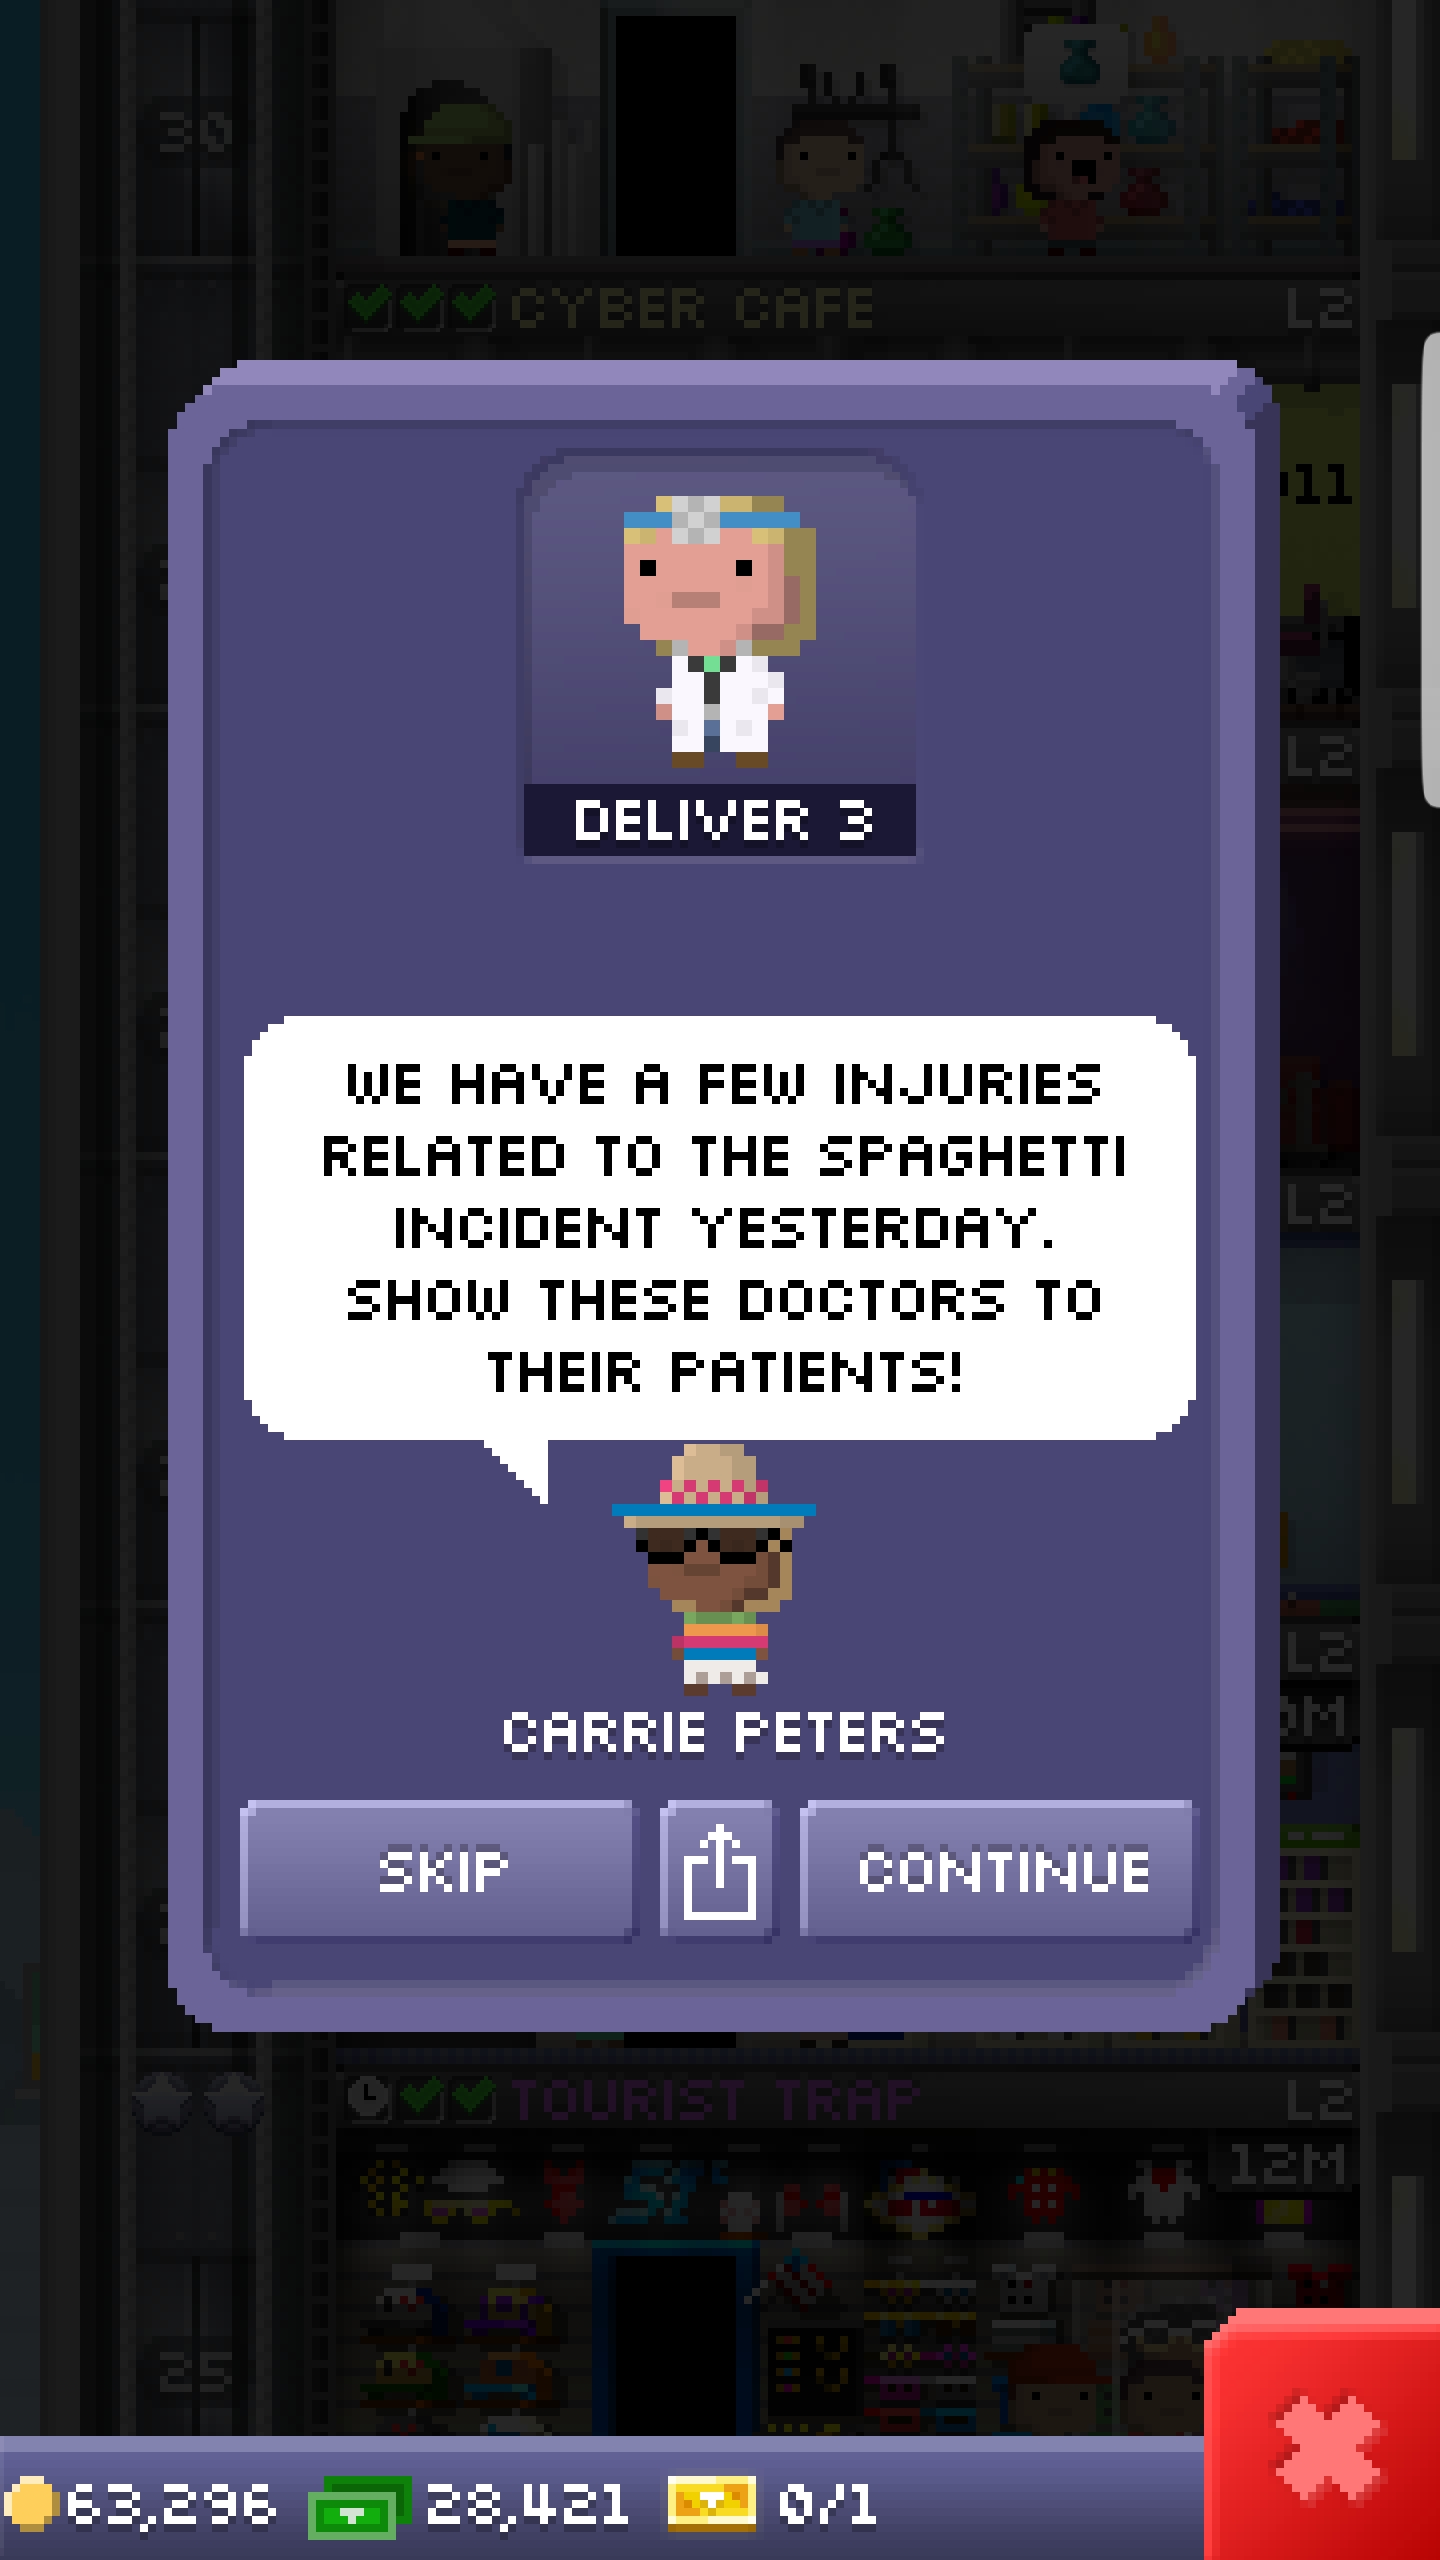 30
CYBER CAFE L2
L2
DELIVER 3
L2
WE HAVE A FEW INJURIES
RELATED TO THE SPAGHETTI
INCIDENT YESTERDAY.
SHOW THESE DOCTORS TO
THEIR PATIENTS!
L2
CARRIE PETERS
SKIP
CONTINUE
TOURIST TRAP L2
12M
25
63,296 28,421 0/1